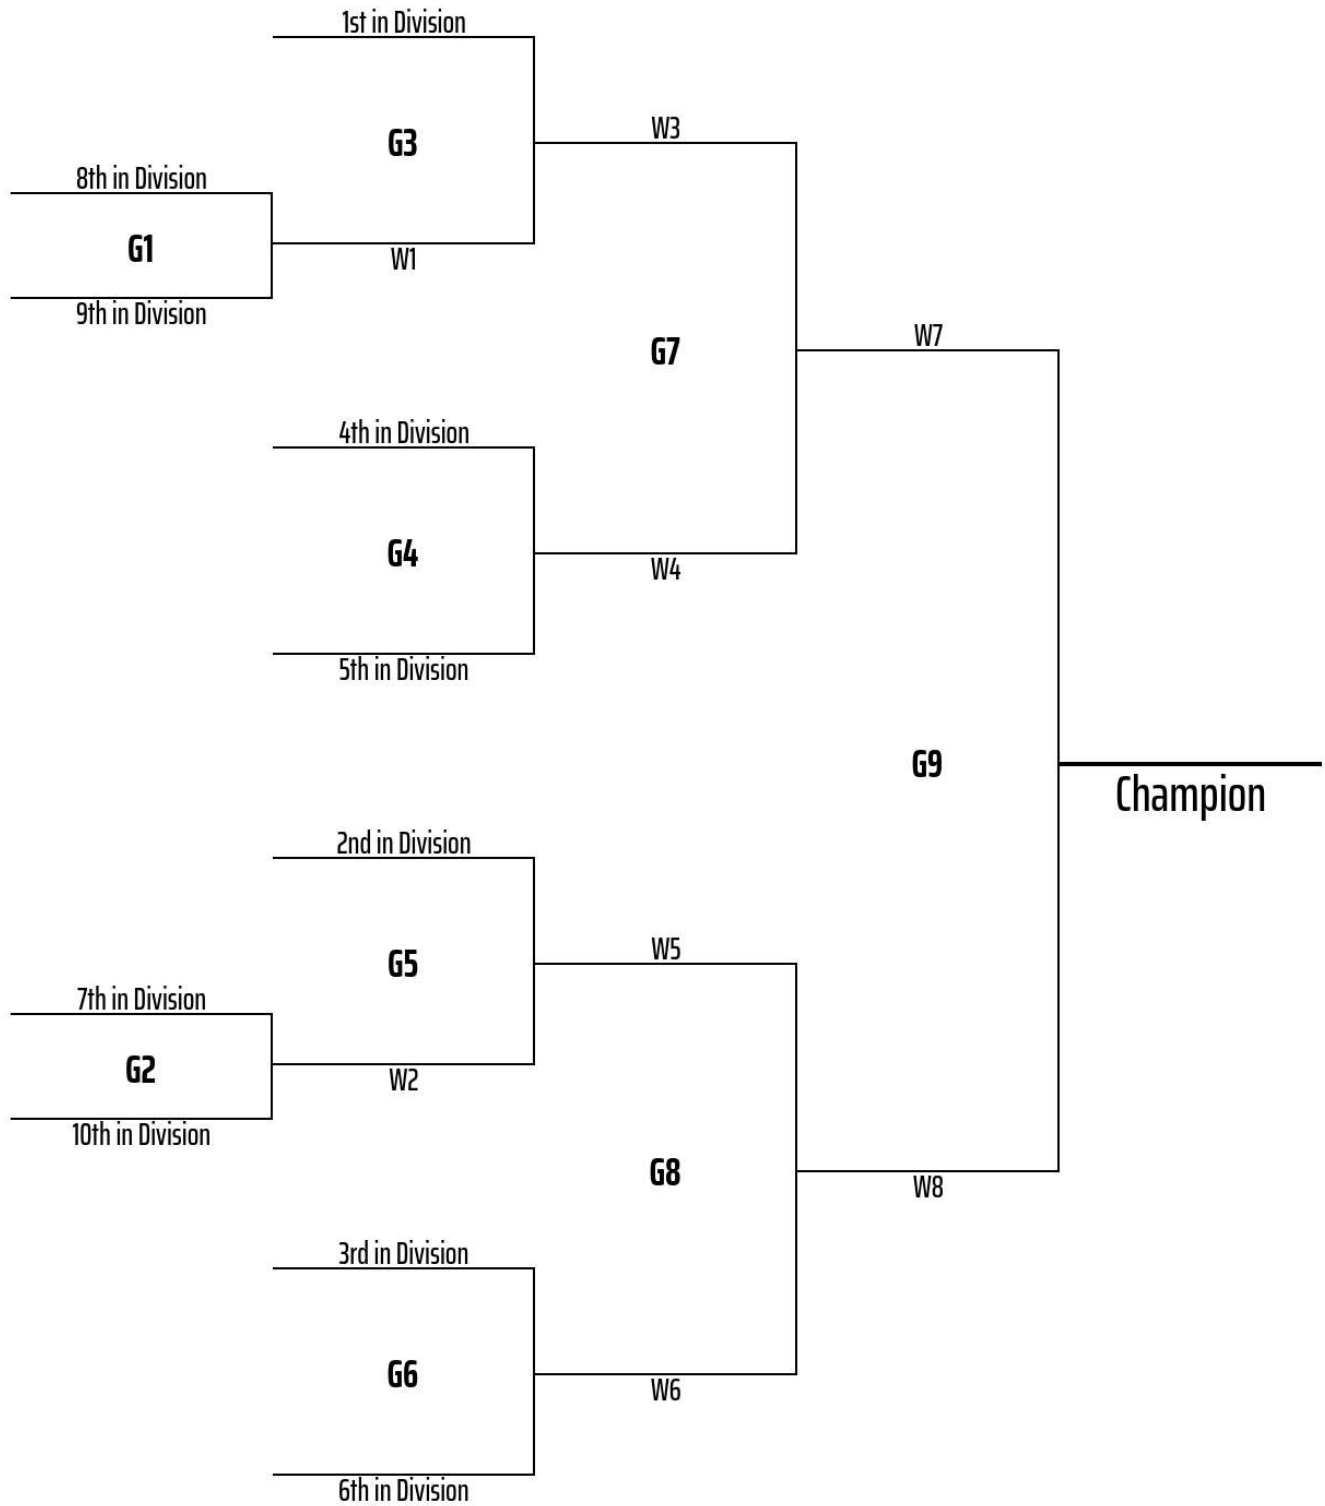 1st in Division
G3
W3
8th in Division
G1
W1
9th in Division
W7
G7
4th in Division
G4
W4
5th in Division
G9
Champion
2nd in Division
W5
G5
7th in Division
G2
W2
10th in Division
G8
W8
3rd in Division
G6
W6
6th in Division